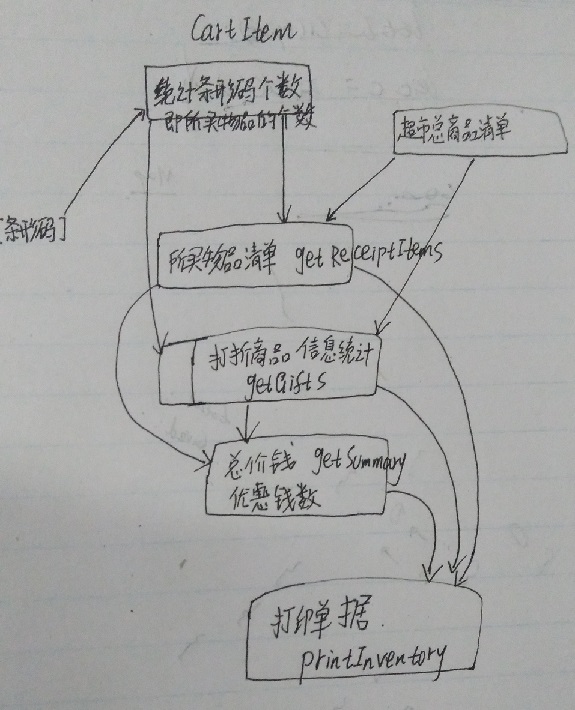 CartItem
统计条形码个数
即所买物品的个数
超市总商品清单
[条形码]
所买物品清单 getReceiptItems
打折商品信息统计
getGifts
总价钱 getSummary
优惠钱数
打印单据
printInventory